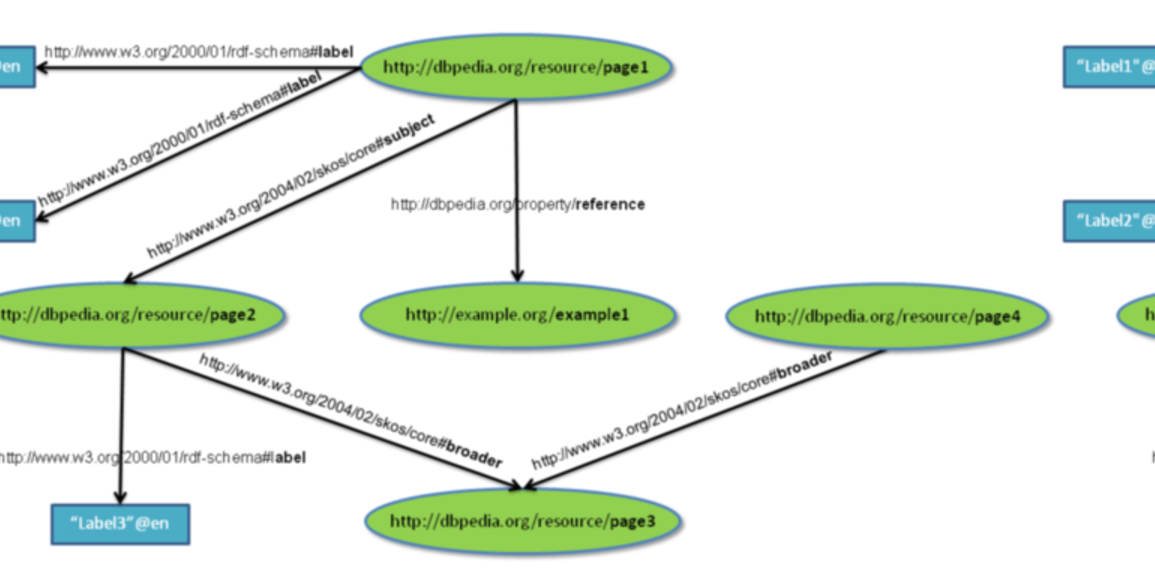 http://www.w3.org/2000/01/rdf-schema#label
en
http://dbpedia.org/resource/page1
"Label1"@
http://www.w3.org/2000/01/rdf-schema#label
http://www.w3.org/2004/02/skos/core#subject
en
http://dbpedia.org/property/reference
"Label2"@
ttp://dbpedia.org/resource/page2
http://example.org/example1
http://dbpedia.org/resource/page4
h
http://www.w3.org/2004/02/skos/core#broader
http://www.w3.org/2004/02/skos/core#broader
http://www.w3.org/2000/01/rdf-schema#label
"Label3"@en
http://dbpedia.org/resource/page3